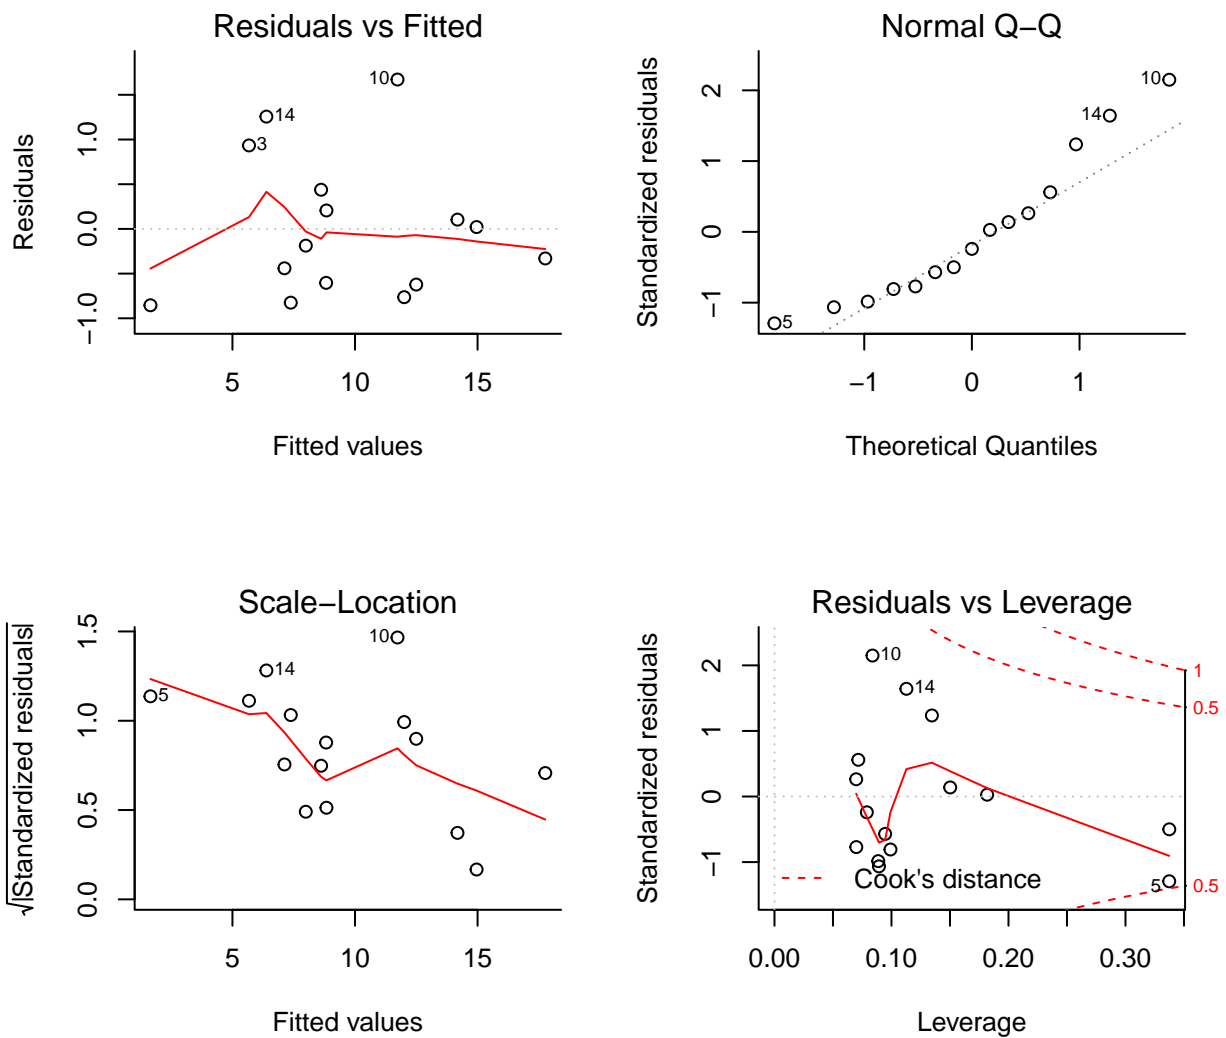 Residuals vs Fitted
Residuals
1.0
0.0
−1.0
10
14
3
5 10 15
Fitted values
Normal Q−Q
Standardized residuals
2
1
0
−1
10
14
5
−1 0 1
Theoretical Quantiles
Scale−Location
√|Standardized residuals|
1.5
1.0
0.5
0.0
10
14
5
5 10 15
Fitted values
Residuals vs Leverage
Standardized residuals
2
1
0
−1
10
14
5
1
0.5
0.5
Cook's distance
0.00 0.10 0.20 0.30
Leverage